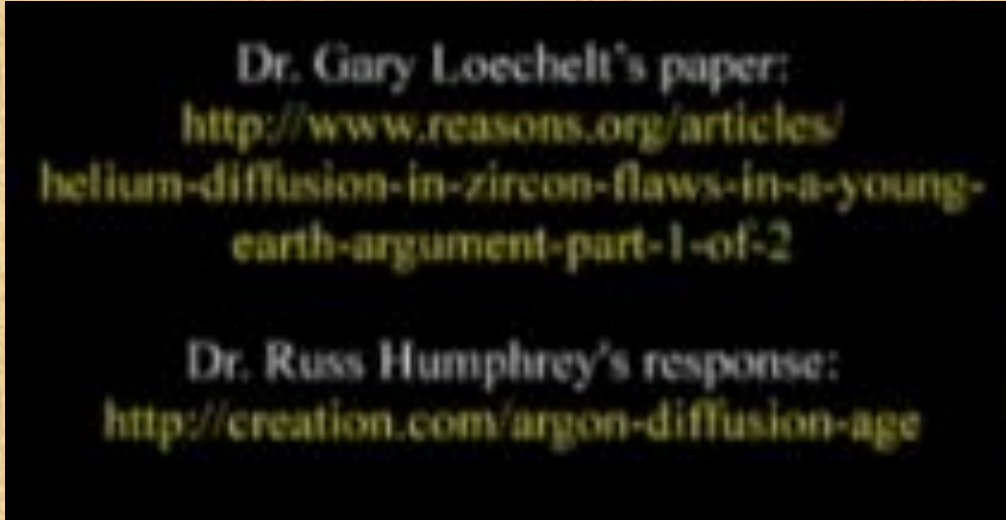 Dr. Gary Loechelt's paper:
http://www.reasons.org/articles/
helium-diffusion-in-zircon-flaws-in-a-young-
earth-argument-part-1-of-2
Dr. Russ Humphrey's response:
http://creation.com/argon-diffusion-age